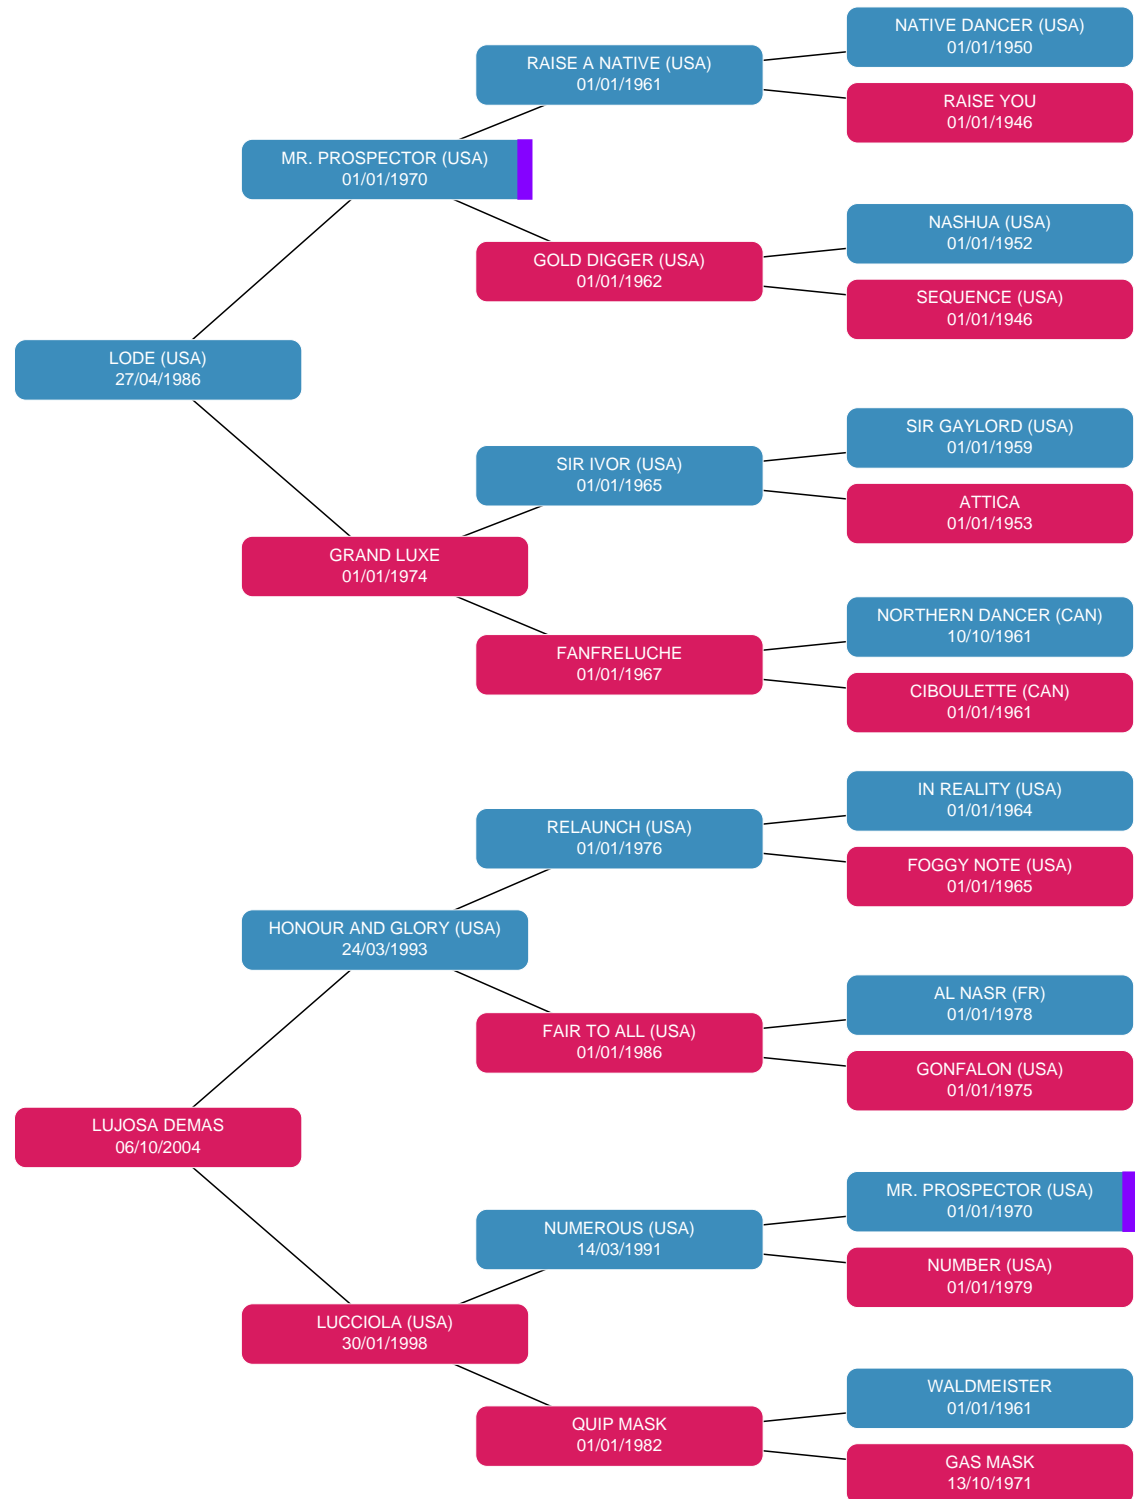 NATIVE DANCER (USA)
01/01/1950
RAISE A NATIVE (USA)
01/01/1961
RAISE YOU
01/01/1946
MR. PROSPECTOR (USA)
01/01/1970
NASHUA (USA)
01/01/1952
GOLD DIGGER (USA)
01/01/1962
SEQUENCE (USA)
01/01/1946
LODE (USA)
27/04/1986
SIR GAYLORD (USA)
01/01/1959
SIR IVOR (USA)
01/01/1965
ATTICA
01/01/1953
GRAND LUXE
01/01/1974
NORTHERN DANCER (CAN)
10/10/1961
FANFRELUCHE
01/01/1967
CIBOULETTE (CAN)
01/01/1961
IN REALITY (USA)
01/01/1964
RELAUNCH (USA)
01/01/1976
FOGGY NOTE (USA)
01/01/1965
HONOUR AND GLORY (USA)
24/03/1993
AL NASR (FR)
01/01/1978
FAIR TO ALL (USA)
01/01/1986
GONFALON (USA)
01/01/1975
LUJOSA DEMAS
06/10/2004
MR. PROSPECTOR (USA)
01/01/1970
NUMEROUS (USA)
14/03/1991
NUMBER (USA)
01/01/1979
LUCCIOLA (USA)
30/01/1998
WALDMEISTER
01/01/1961
QUIP MASK
01/01/1982
GAS MASK
13/10/1971